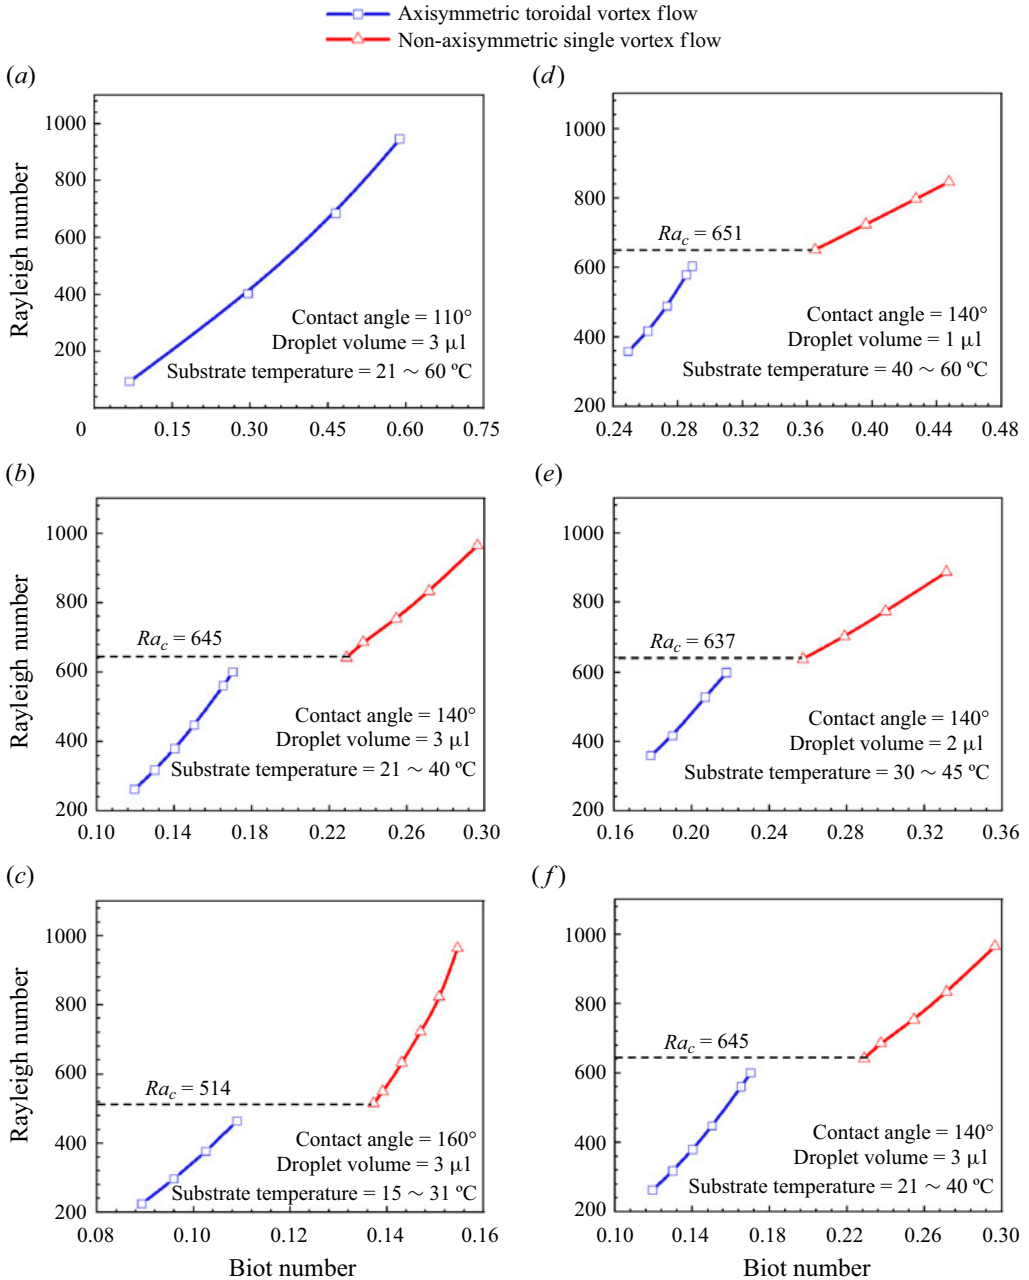 Axisymmetric toroidal vortex flow
Non-axisymmetric single vortex flow
(a)
Rayleigh number
1000
800
600
400
200
0
0.15
0.30
0.45
0.60
0.75
Contact angle = 110°
Droplet volume = 3 μl
Substrate temperature = 21 ~ 60 ºC
(d)
1000
800
600
400
200
0.24
0.28
0.32
0.36
0.40
0.44
0.48
Ra_c = 651
Contact angle = 140°
Droplet volume = 1 μl
Substrate temperature = 40 ~ 60 ºC
(b)
Rayleigh number
1000
800
600
400
200
0.10
0.14
0.18
0.22
0.26
0.30
Ra_c = 645
Contact angle = 140°
Droplet volume = 3 μl
Substrate temperature = 21 ~ 40 ºC
(e)
1000
800
600
400
200
0.16
0.20
0.24
0.28
0.32
0.36
Ra_c = 637
Contact angle = 140°
Droplet volume = 2 μl
Substrate temperature = 30 ~ 45 ºC
(c)
Rayleigh number
1000
800
600
400
200
0.08
0.10
0.12
0.14
0.16
Ra_c = 514
Contact angle = 160°
Droplet volume = 3 μl
Substrate temperature = 15 ~ 31 ºC
Biot number
(f)
1000
800
600
400
200
0.10
0.14
0.18
0.22
0.26
0.30
Ra_c = 645
Contact angle = 140°
Droplet volume = 3 μl
Substrate temperature = 21 ~ 40 ºC
Biot number